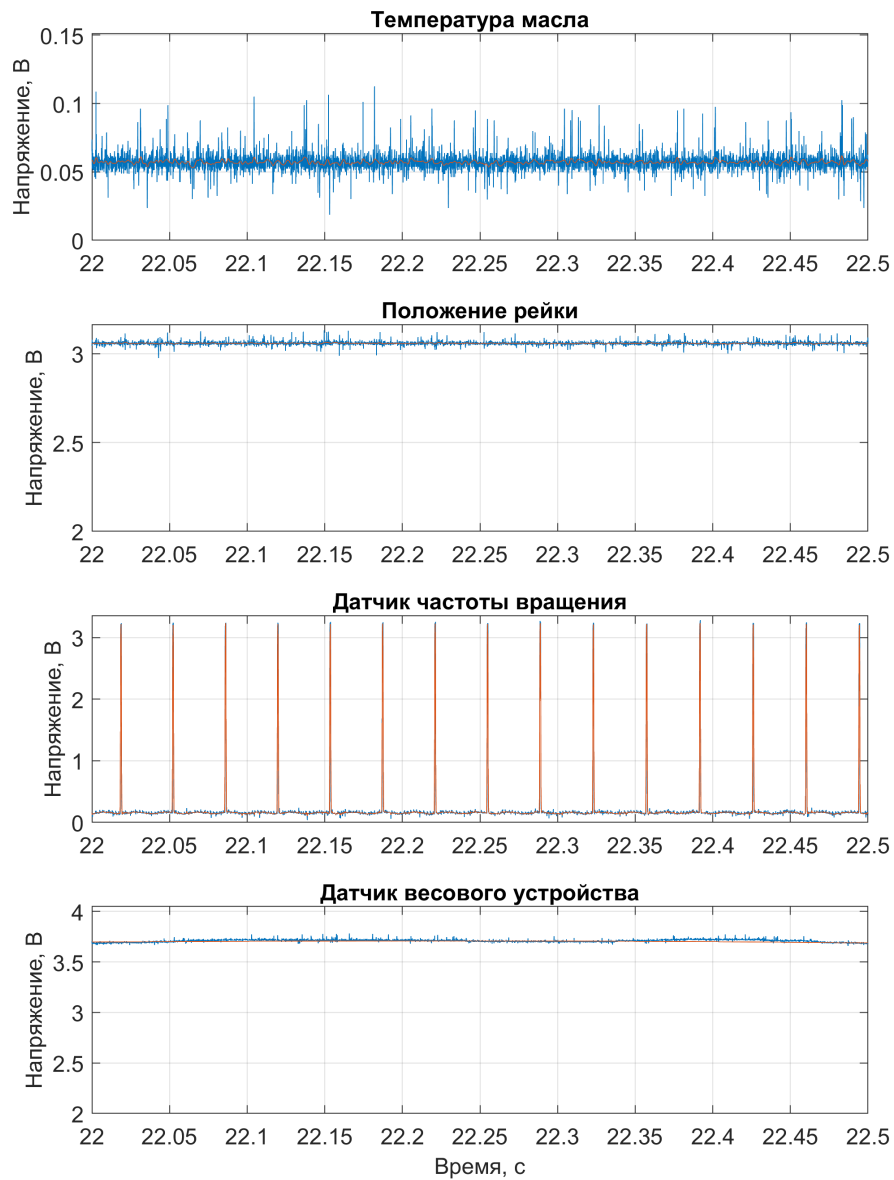 Температура масла
Напряжение, В
0.15
0.1
0.05
0
22 22.05 22.1 22.15 22.2 22.25 22.3 22.35 22.4 22.45 22.5
Положение рейки
Напряжение, В
3
2.5
2
22 22.05 22.1 22.15 22.2 22.25 22.3 22.35 22.4 22.45 22.5
Датчик частоты вращения
Напряжение, В
3
2
1
0
22 22.05 22.1 22.15 22.2 22.25 22.3 22.35 22.4 22.45 22.5
Датчик весового устройства
Напряжение, В
4
3.5
3
2.5
2
22 22.05 22.1 22.15 22.2 22.25 22.3 22.35 22.4 22.45 22.5
Время, с